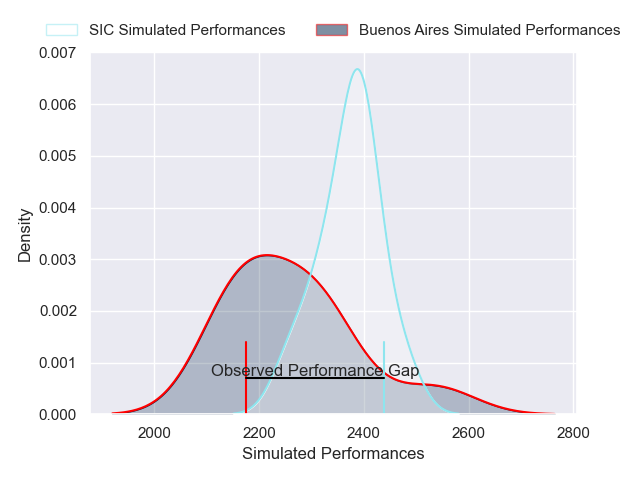 SIC Simulated Performances Buenos Aires Simulated Performances
0.007
0.006
0.005
0.004
0.003
0.002
0.001
0.000
Density
Observed Performance Gap
2000 2200 2400 2600 2800
Simulated Performances